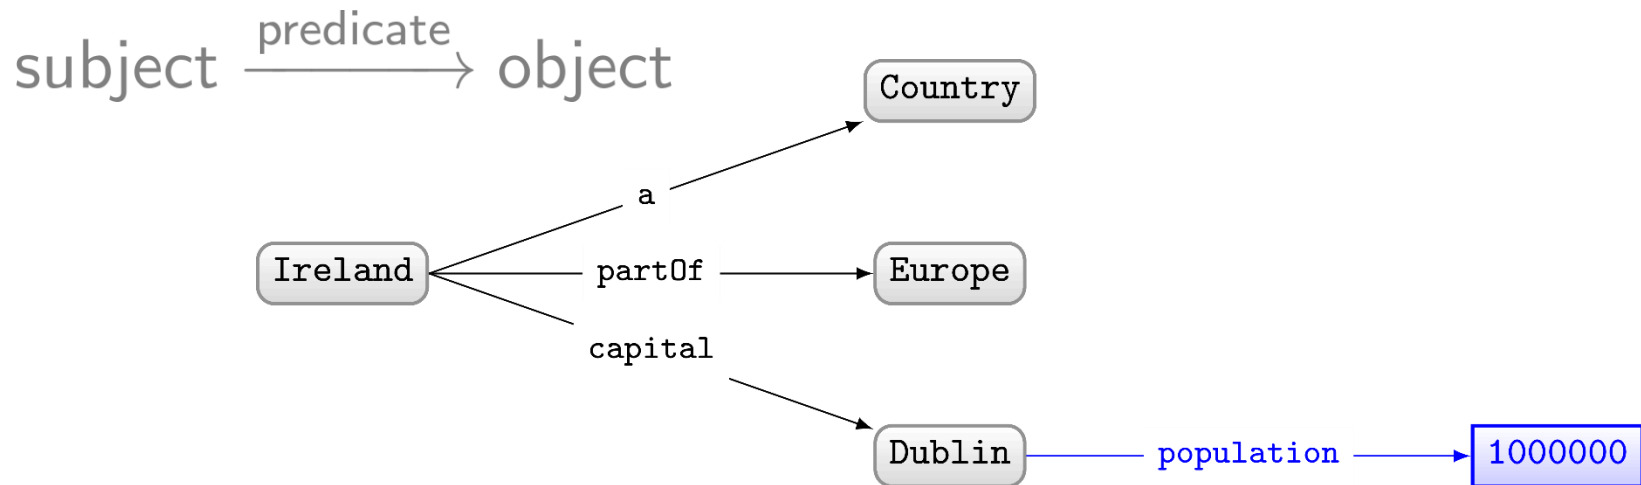 subject predicate object
Country
a
Ireland partOf Europe
capital
Dublin population 1000000